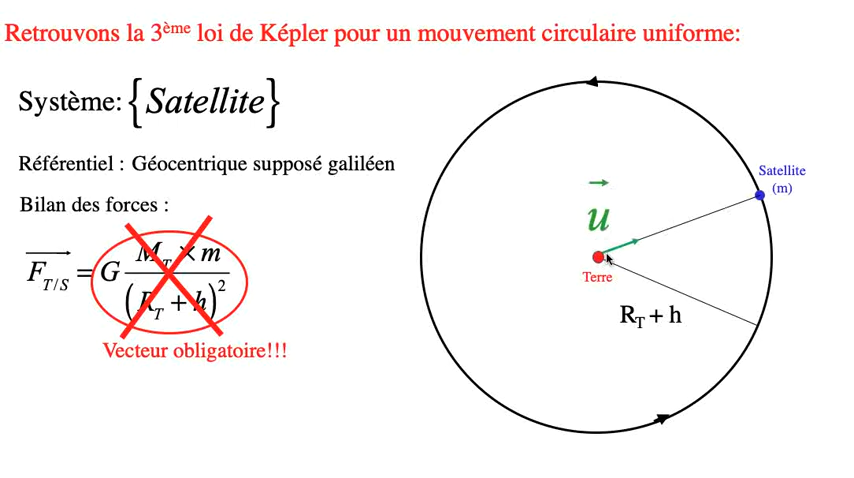 Retrouvons la 3ème loi de Képler pour un mouvement circulaire uniforme:
Système: {Satellite}
Référentiel : Géocentrique supposé galiléen
Bilan des forces :
F⃗_T/S = G (M_T × m) / (R_T + h)²
Vecteur obligatoire!!!
Satellite
(m)
u⃗
Terre
R_T + h